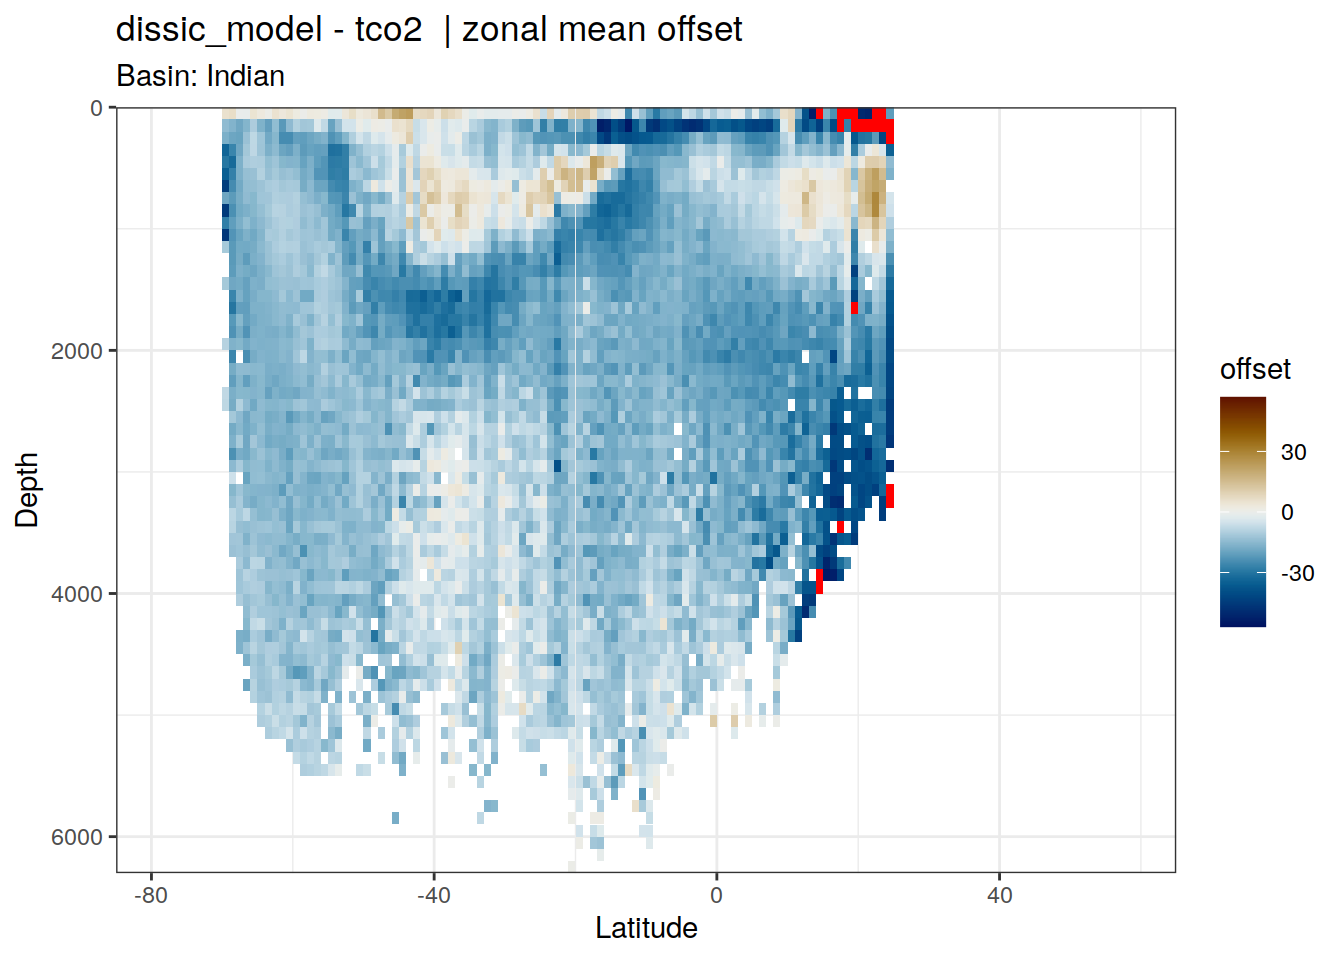 dissic_model - tco2  | zonal mean offset
Basin: Indian
0
2000
4000
6000
Depth
-80
-40
0
40
Latitude
offset
30
0
-30